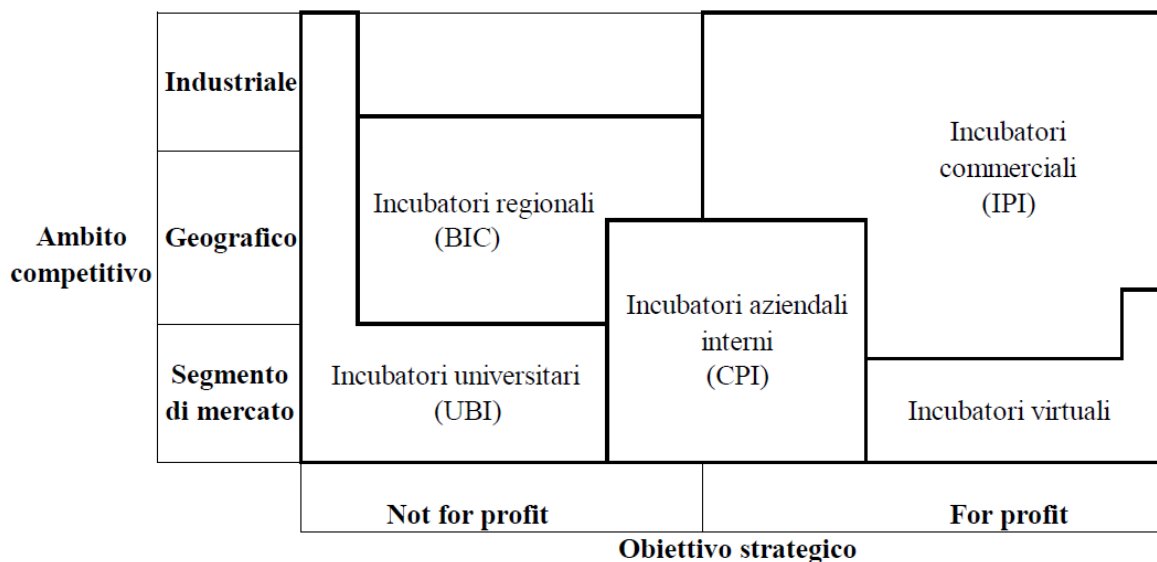 Industriale
Incubatori
commerciali
(IPI)
Incubatori regionali
(BIC)
Ambito
competitivo
Geografico
Incubatori aziendali
interni
(CPI)
Segmento
di mercato
Incubatori universitari
(UBI)
Incubatori virtuali
Not for profit
For profit
Obiettivo strategico